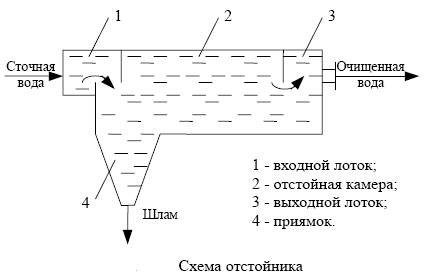 1
2
3
Сточная
вода
Очищенная
вода
4
Шлам
1 - входной лоток;
2 - отстойная камера;
3 - выходной лоток;
4 - приямок.
Схема отстойника